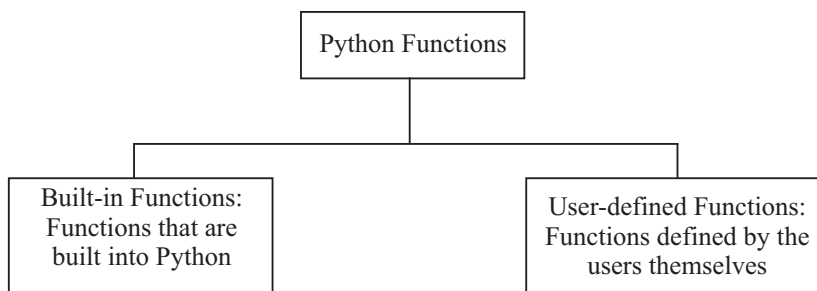 Python Functions
Built-in Functions:
Functions that are
built into Python
User-defined Functions:
Functions defined by the
users themselves